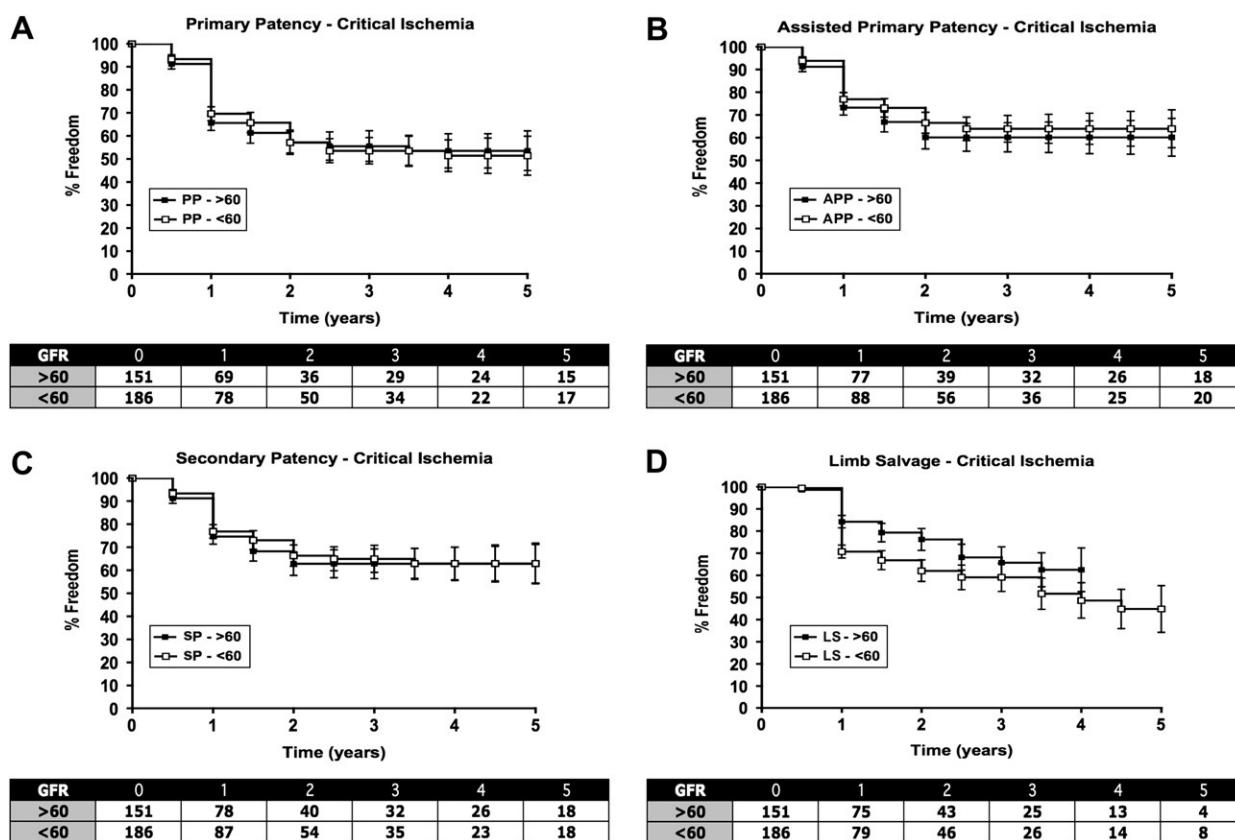 A
Primary Patency - Critical Ischemia
% Freedom
100
90
80
70
60
50
40
30
20
10
0
PP - >60
PP - <60
0 1 2 3 4 5
Time (years)
GFR 0 1 2 3 4 5
>60 151 69 36 29 24 15
<60 186 78 50 34 22 17
B
Assisted Primary Patency - Critical Ischemia
% Freedom
100
90
80
70
60
50
40
30
20
10
0
APP - >60
APP - <60
0 1 2 3 4 5
Time (years)
GFR 0 1 2 3 4 5
>60 151 77 39 32 26 18
<60 186 88 56 36 25 20
C
Secondary Patency - Critical Ischemia
% Freedom
100
90
80
70
60
50
40
30
20
10
0
SP - >60
SP - <60
0 1 2 3 4 5
Time (years)
GFR 0 1 2 3 4 5
>60 151 78 40 32 26 18
<60 186 87 54 35 23 18
D
Limb Salvage - Critical Ischemia
% Freedom
100
90
80
70
60
50
40
30
20
10
0
LS - >60
LS - <60
0 1 2 3 4 5
Time (years)
GFR 0 1 2 3 4 5
>60 151 75 43 25 13 4
<60 186 79 46 26 14 8